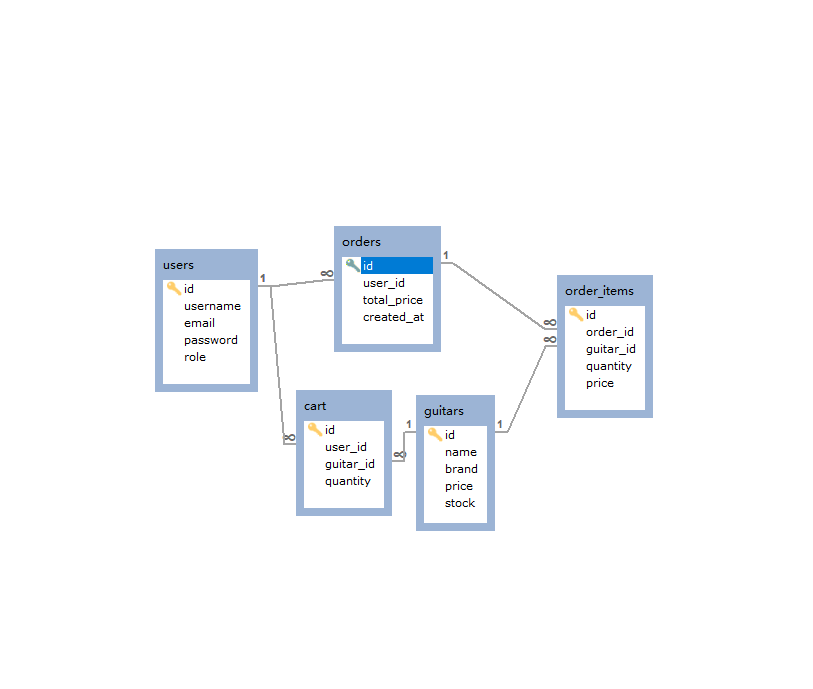 users
id
username
email
password
role
1
∞
∞
orders
id
user_id
total_price
created_at
1
∞
∞
order_items
id
order_id
guitar_id
quantity
price
cart
id
user_id
guitar_id
quantity
∞
1
guitars
id
name
brand
price
stock
1